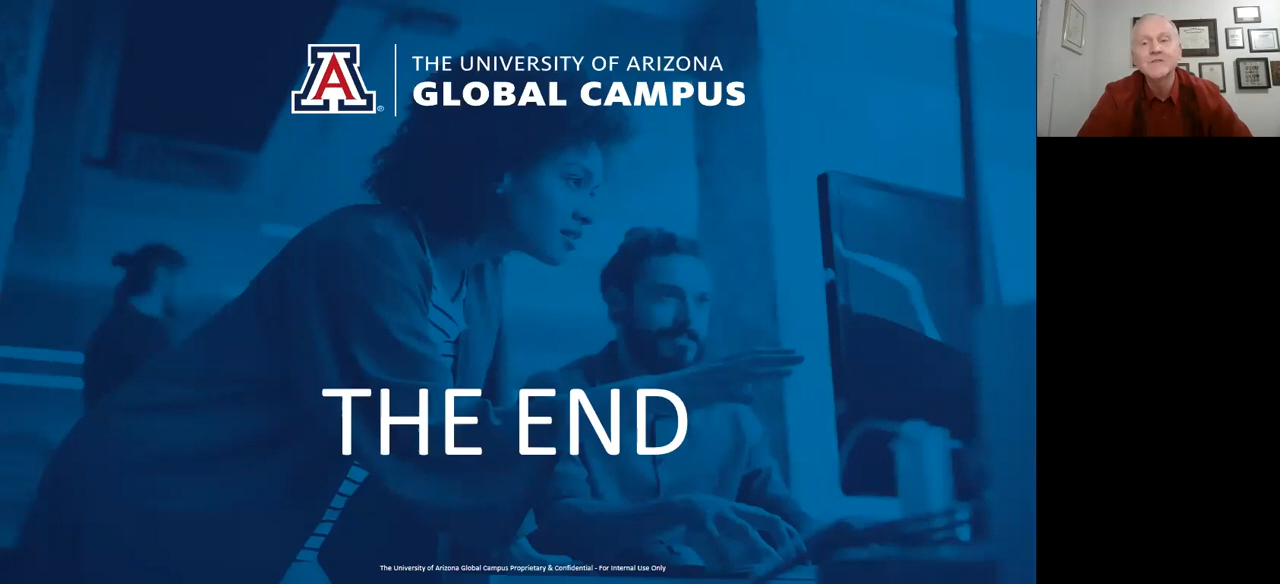 THE UNIVERSITY OF ARIZONA
GLOBAL CAMPUS
THE END
The University of Arizona Global Campus Proprietary & Confidential - For Internal Use Only